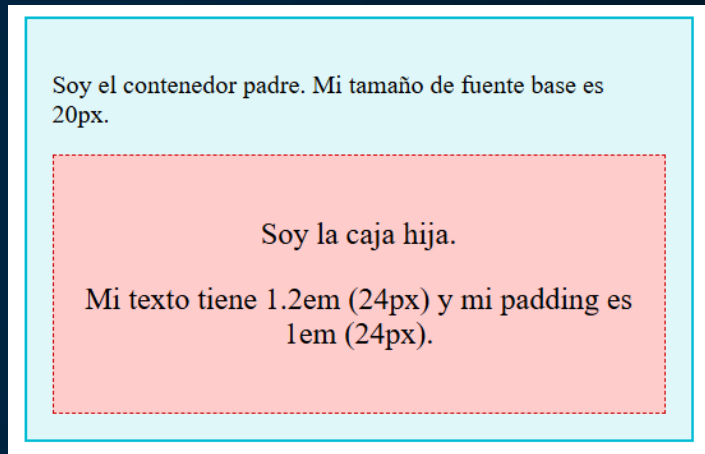 Soy el contenedor padre. Mi tamaño de fuente base es
20px.
Soy la caja hija.
Mi texto tiene 1.2em (24px) y mi padding es
1em (24px).